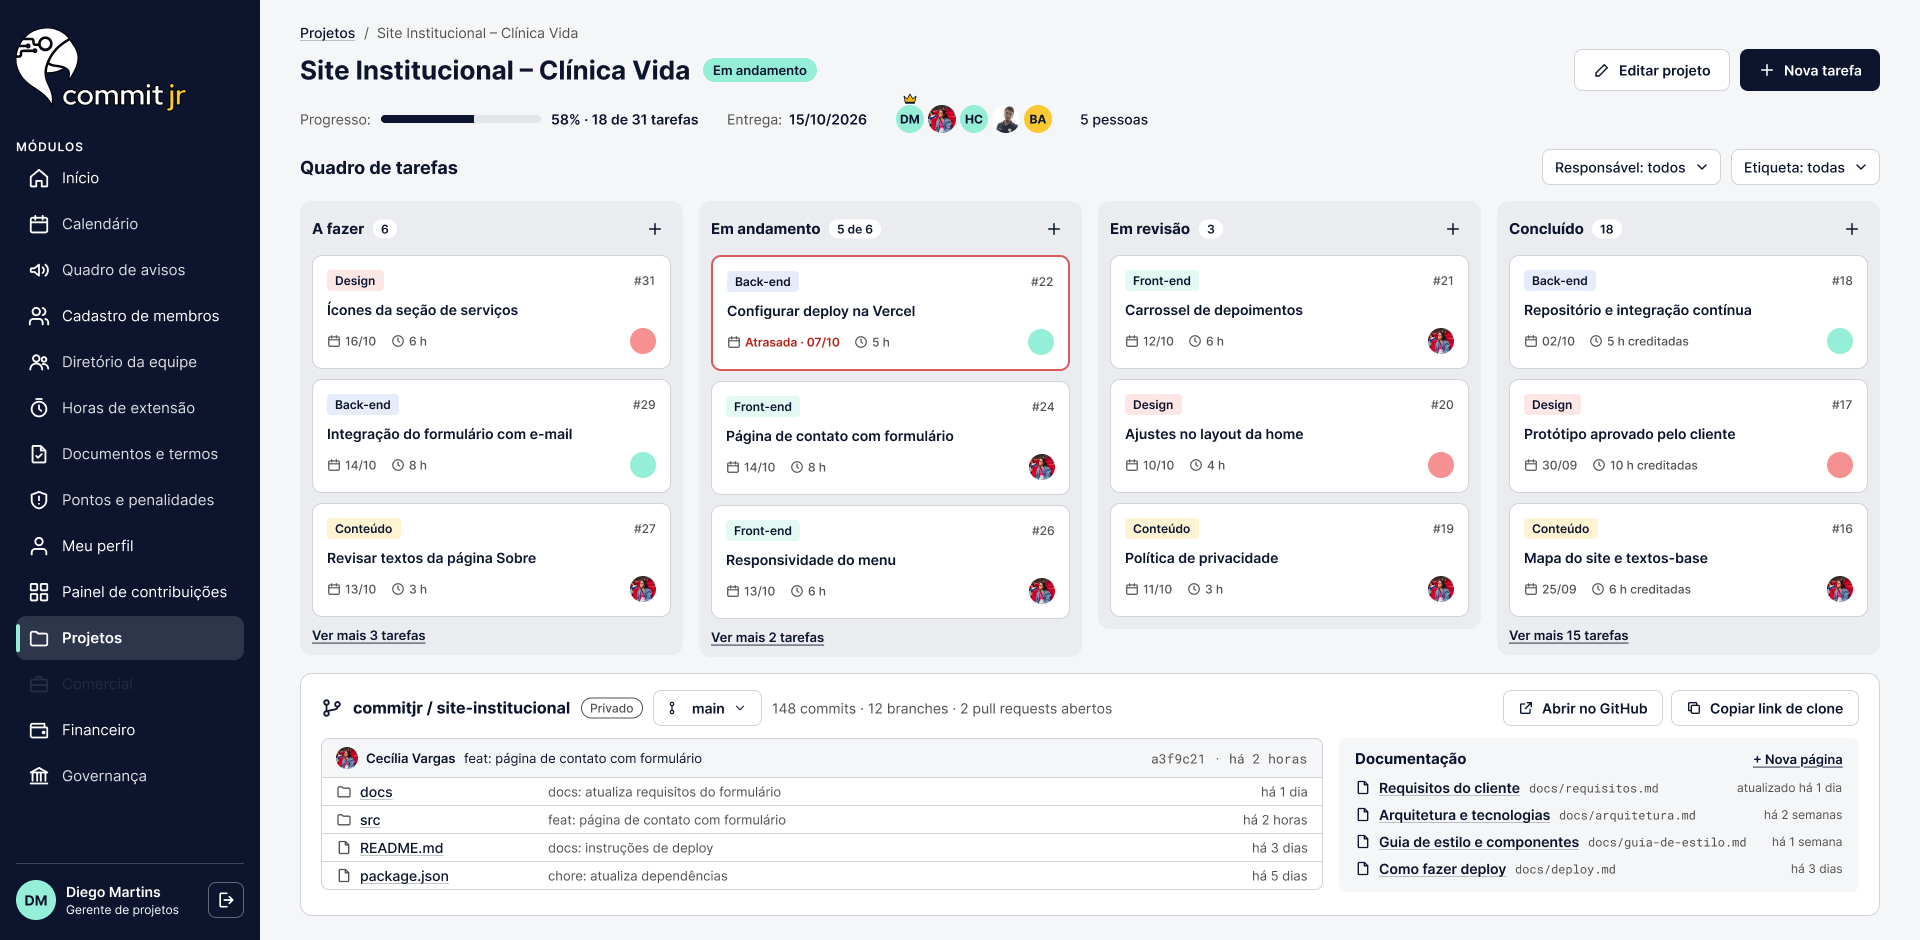 commit jr
MÓDULOS
Início
Calendário
Quadro de avisos
Cadastro de membros
Diretório da equipe
Horas de extensão
Documentos e termos
Pontos e penalidades
Meu perfil
Painel de contribuições
Projetos
Comercial
Financeiro
Governança
DM
Diego Martins
Gerente de projetos
Projetos / Site Institucional – Clínica Vida
Site Institucional – Clínica Vida Em andamento
Editar projeto
+ Nova tarefa
Progresso: 58% · 18 de 31 tarefas Entrega: 15/10/2026 DM HC BA 5 pessoas
Quadro de tarefas
Responsável: todos
Etiqueta: todas
A fazer 6 +
Design #31
Ícones da seção de serviços
16/10 6 h
Back-end #29
Integração do formulário com e-mail
14/10 8 h
Conteúdo #27
Revisar textos da página Sobre
13/10 3 h
Ver mais 3 tarefas
Em andamento 5 de 6 +
Back-end #22
Configurar deploy na Vercel
Atrasada · 07/10 5 h
Front-end #24
Página de contato com formulário
14/10 8 h
Front-end #26
Responsividade do menu
13/10 6 h
Ver mais 2 tarefas
Em revisão 3 +
Front-end #21
Carrossel de depoimentos
12/10 6 h
Design #20
Ajustes no layout da home
10/10 4 h
Conteúdo #19
Política de privacidade
11/10 3 h
Concluído 18 +
Back-end #18
Repositório e integração contínua
02/10 5 h creditadas
Design #17
Protótipo aprovado pelo cliente
30/09 10 h creditadas
Conteúdo #16
Mapa do site e textos-base
25/09 6 h creditadas
Ver mais 15 tarefas
commitjr / site-institucional Privado main 148 commits · 12 branches · 2 pull requests abertos
Abrir no GitHub
Copiar link de clone
Cecília Vargas feat: página de contato com formulário a3f9c21 · há 2 horas
docs docs: atualiza requisitos do formulário há 1 dia
src feat: página de contato com formulário há 2 horas
README.md docs: instruções de deploy há 3 dias
package.json chore: atualiza dependências há 5 dias
Documentação + Nova página
Requisitos do cliente docs/requisitos.md atualizado há 1 dia
Arquitetura e tecnologias docs/arquitetura.md há 2 semanas
Guia de estilo e componentes docs/guia-de-estilo.md há 1 semana
Como fazer deploy docs/deploy.md há 3 dias